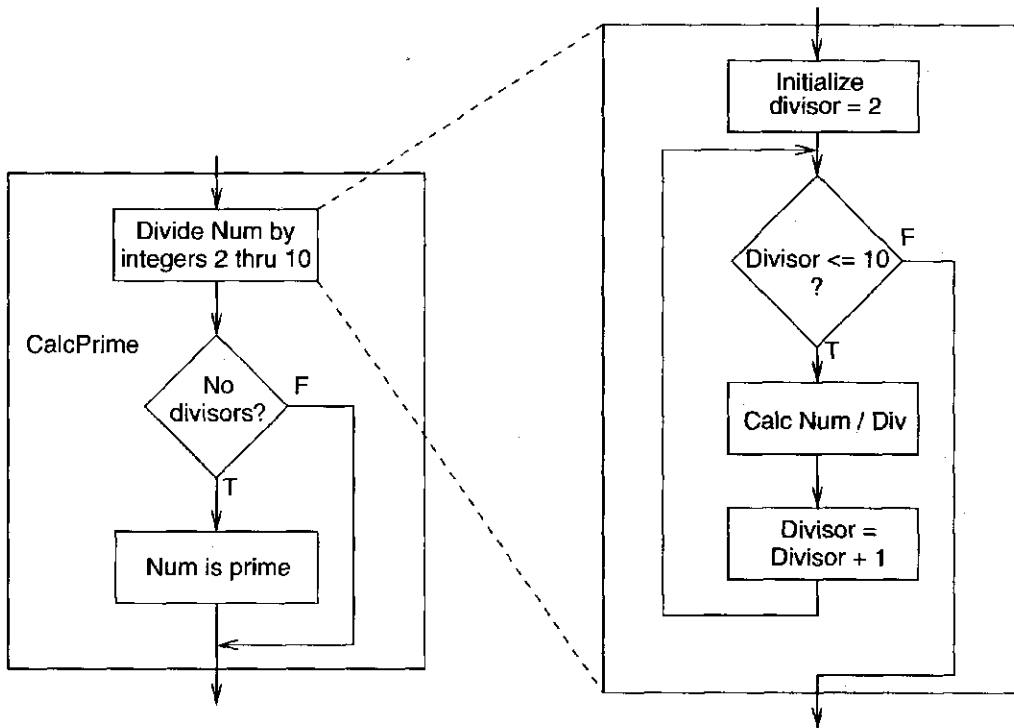 Divide Num by
integers 2 thru 10
CalcPrime
No
divisors?
F
T
Num is prime
Initialize
divisor = 2
Divisor <= 10
?
F
T
Calc Num / Div
Divisor =
Divisor + 1